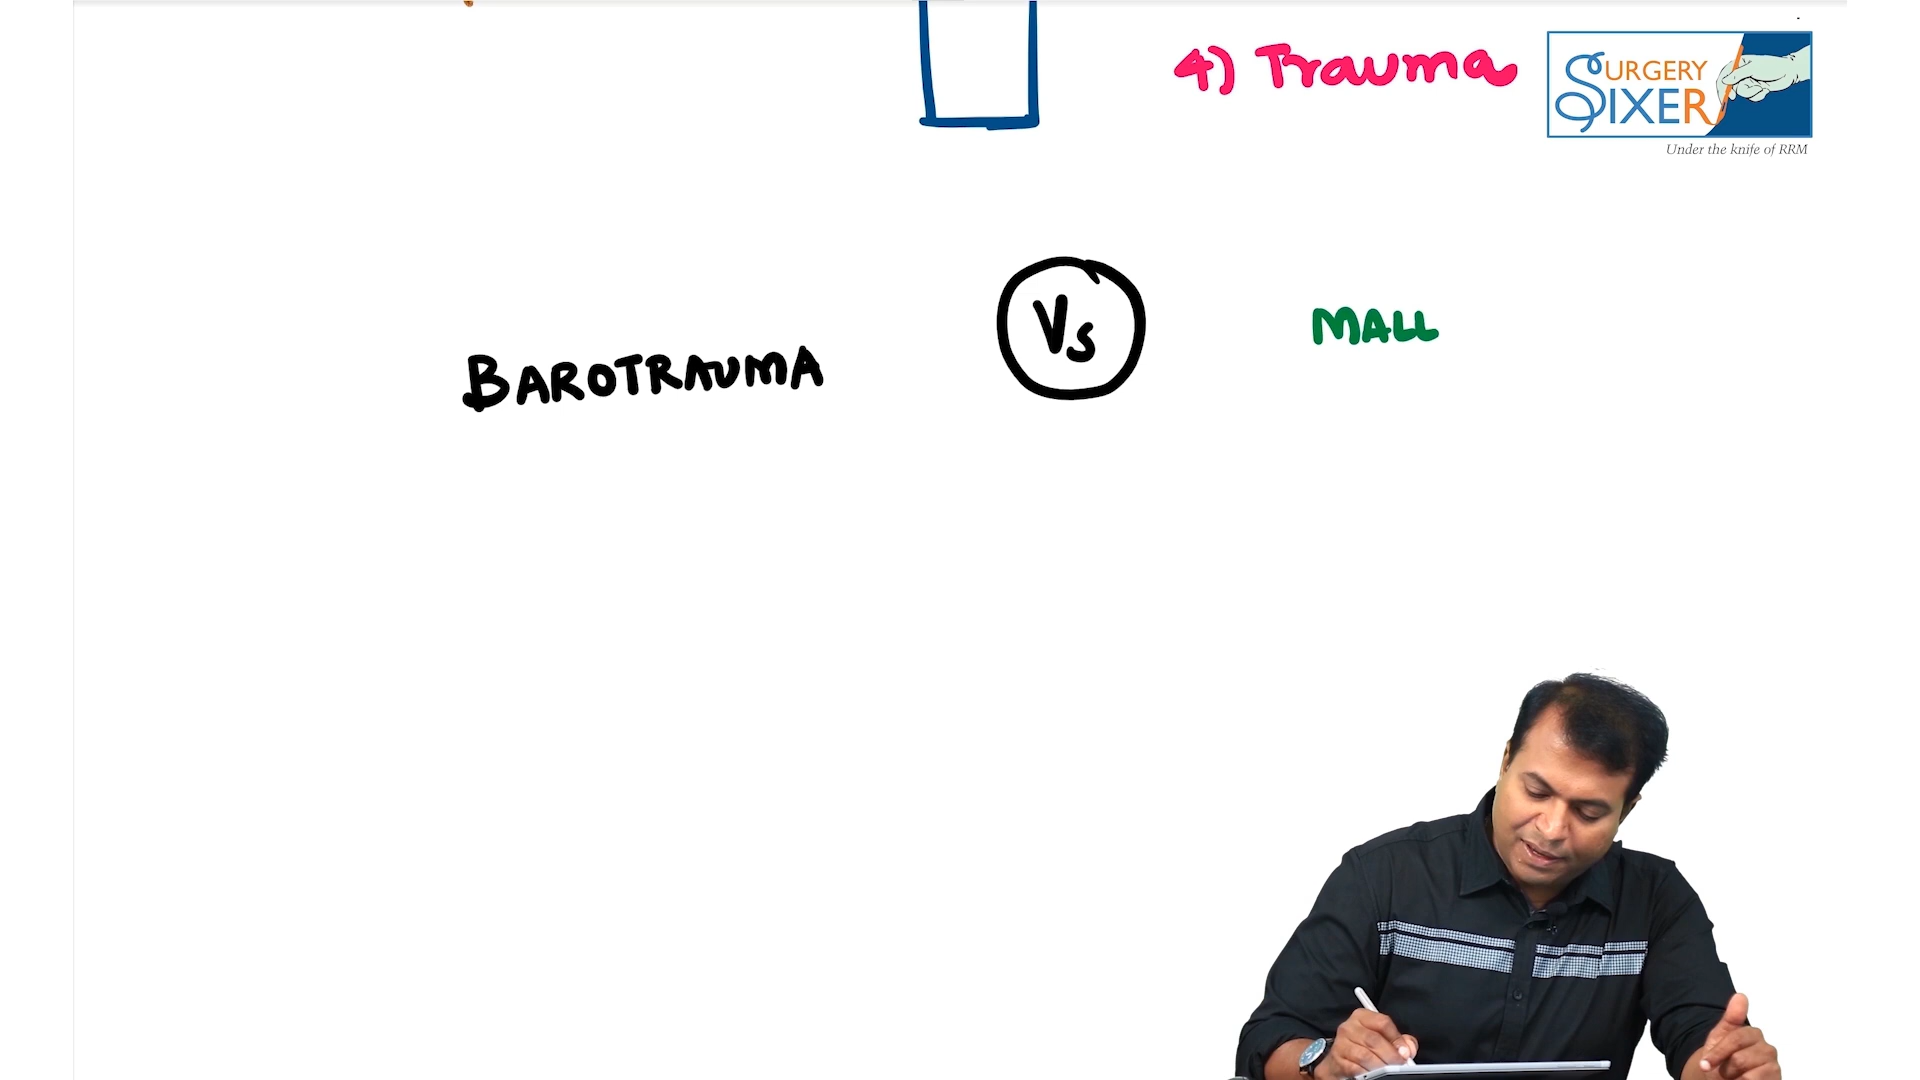 4) Trauma
SURGERY
SIXER
Under the knife of RRM
Vs
MALL
BAROTRAUMA